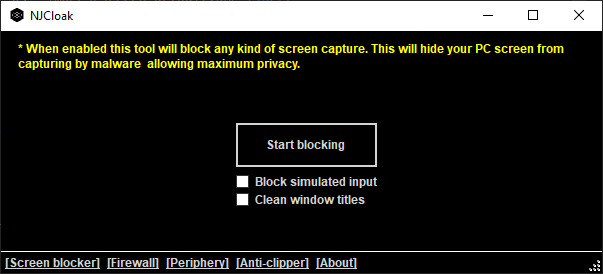 NJCloak
* When enabled this tool will block any kind of screen capture. This will hide your PC screen from
capturing by malware  allowing maximum privacy.
Start blocking
Block simulated input
Clean window titles
[Screen blocker] [Firewall] [Periphery] [Anti-clipper] [About]